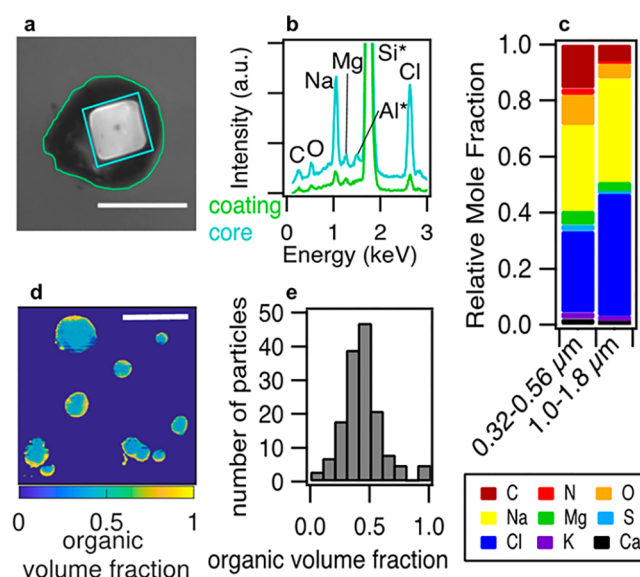 a
b
Intensity (a.u.)
C
O
Na
Mg
Si*
Al*
Cl
coating
core
0
1
2
3
Energy (keV)
c
Relative Mole Fraction
1.0
0.8
0.6
0.4
0.2
0.0
0.32-0.56 µm
1.0-1.8 µm
d
0
0.5
1
organic
volume fraction
e
number of particles
50
40
30
20
10
0
0.0
0.5
1.0
organic volume fraction
C N O
Na Mg S
Cl K Ca